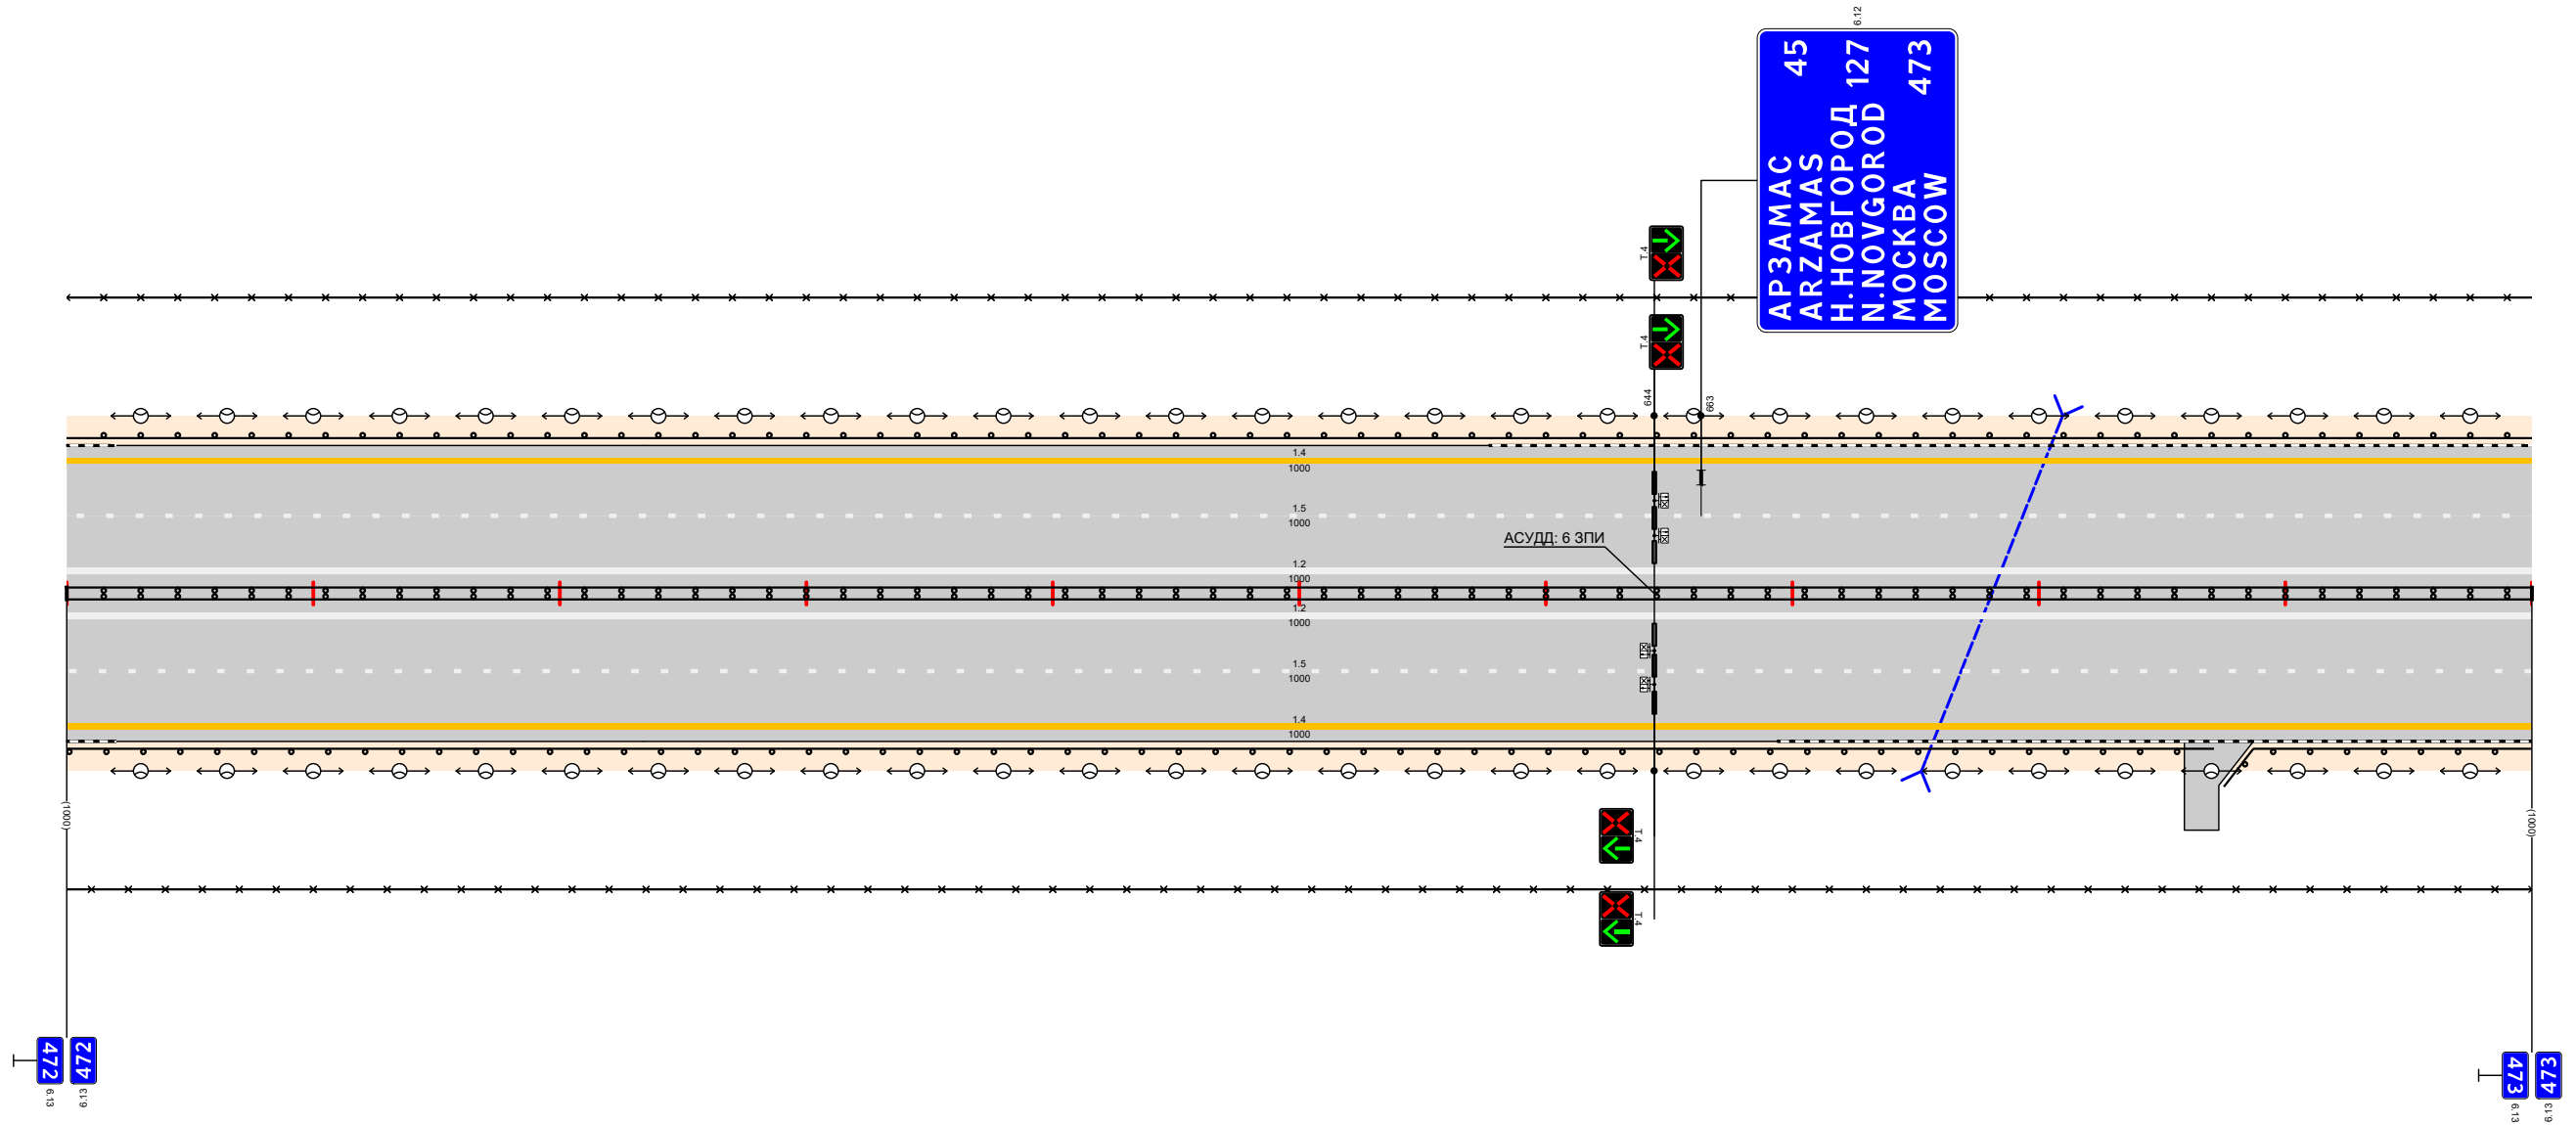 6.12
АРЗАМАС 45
ARZAMAS
Н.НОВГОРОД 127
N.NOVGOROD
МОСКВА 473
MOSCOW
Т.4
Т.4
644
663
1.4
1000
1.5
1000
АСУДД: 6 ЗПИ
1.2
1000
1.2
1000
1.5
1000
1.4
1000
(1000)
(1000)
Т.4
Т.4
472
472
6.13
6.13
473
473
6.13
6.13